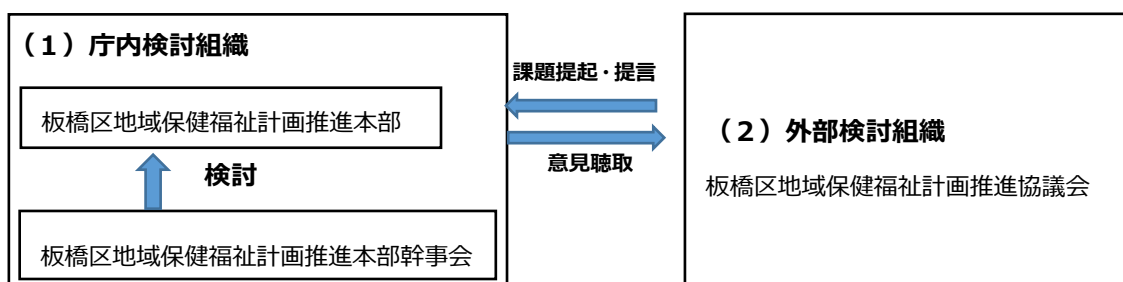 （１）庁内検討組織
板橋区地域保健福祉計画推進本部
検討
板橋区地域保健福祉計画推進本部幹事会
課題提起・提言
意見聴取
（２）外部検討組織
板橋区地域保健福祉計画推進協議会